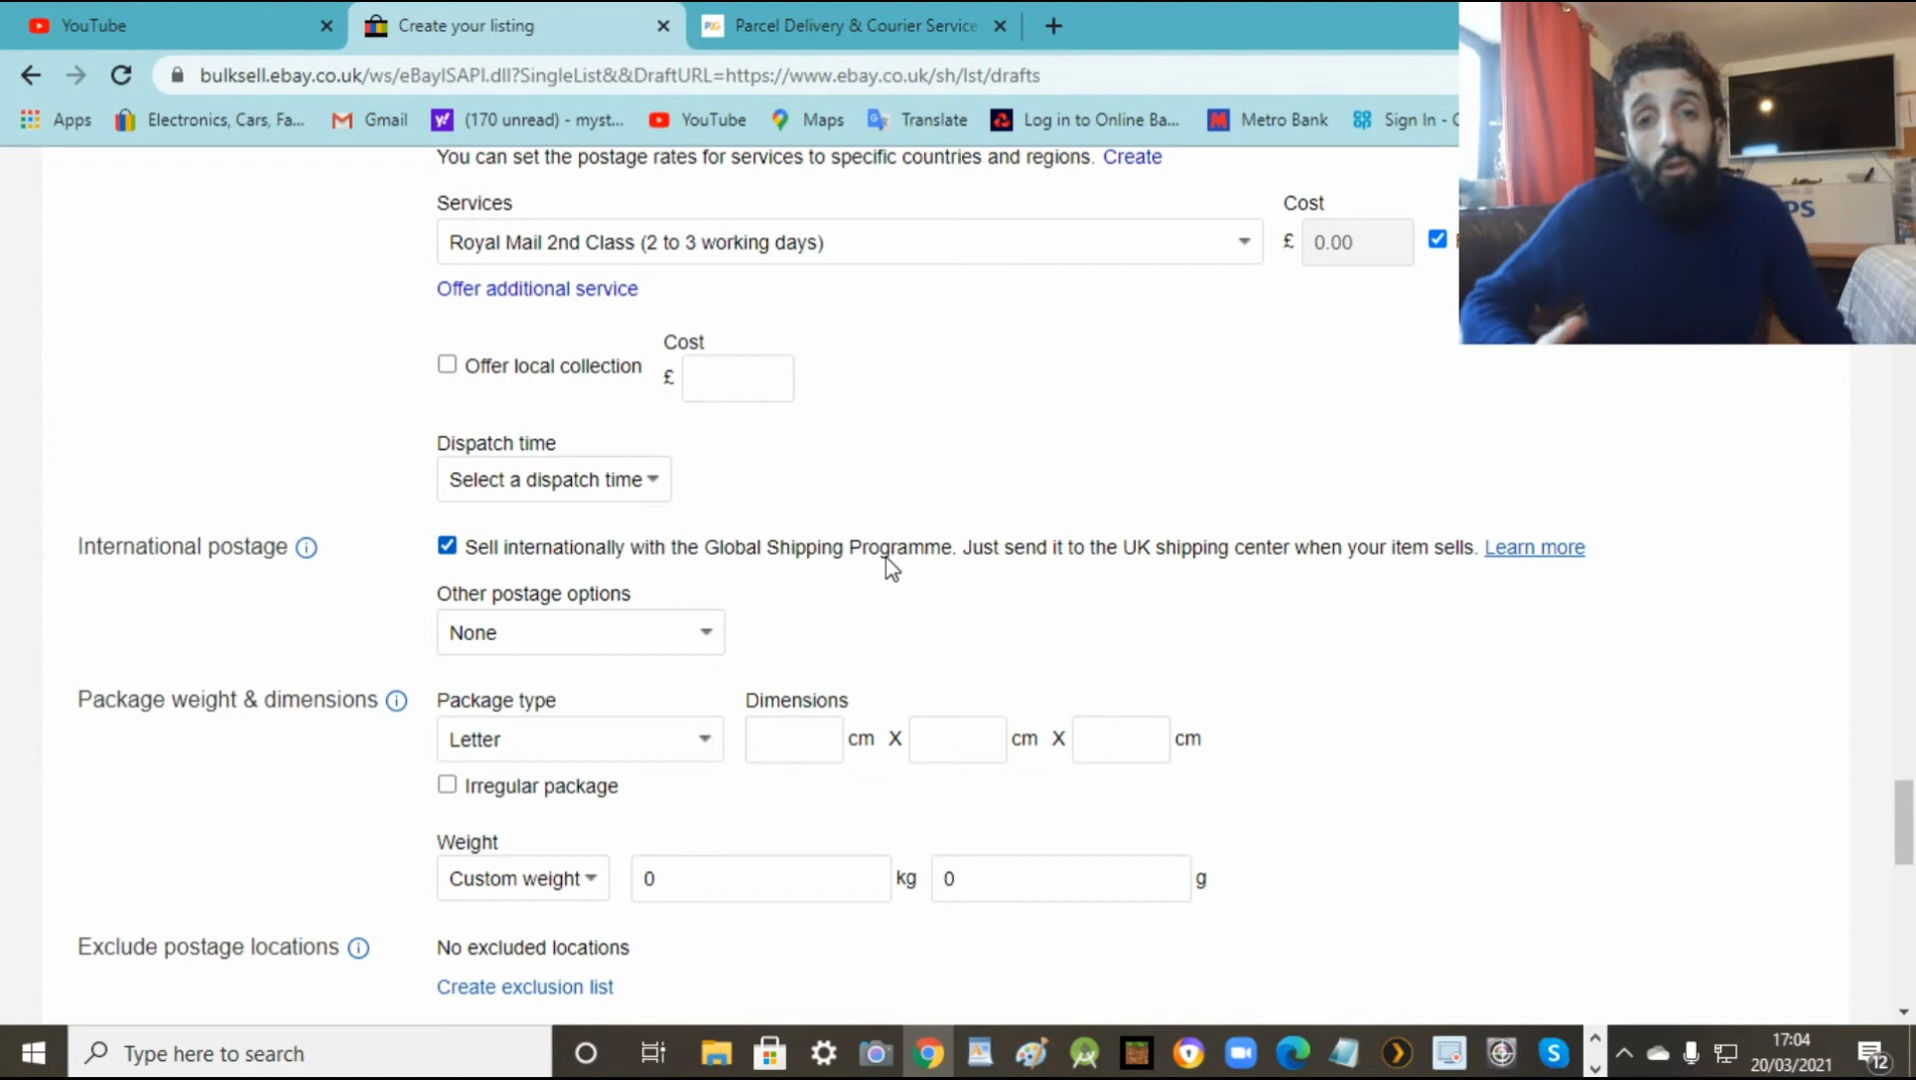 YouTube
Create your listing
Parcel Delivery & Courier Service
bulksell.ebay.co.uk/ws/eBayISAPI.dll?SingleList&&DraftURL=https://www.ebay.co.uk/sh/lst/drafts
Apps
Electronics, Cars, Fa...
Gmail
(170 unread) - myst...
YouTube
Maps
Translate
Log in to Online Ba...
Metro Bank
Sign In -
You can set the postage rates for services to specific countries and regions. Create
Services
Cost
Royal Mail 2nd Class (2 to 3 working days)
£ 0.00
Offer additional service
Cost
Offer local collection
£
Dispatch time
Select a dispatch time
International postage
Sell internationally with the Global Shipping Programme. Just send it to the UK shipping center when your item sells. Learn more
Other postage options
None
Package weight & dimensions
Package type
Dimensions
Letter
cm X cm X cm
Irregular package
Weight
Custom weight
0 kg 0 g
Exclude postage locations
No excluded locations
Create exclusion list
Type here to search
17:04
20/03/2021
12